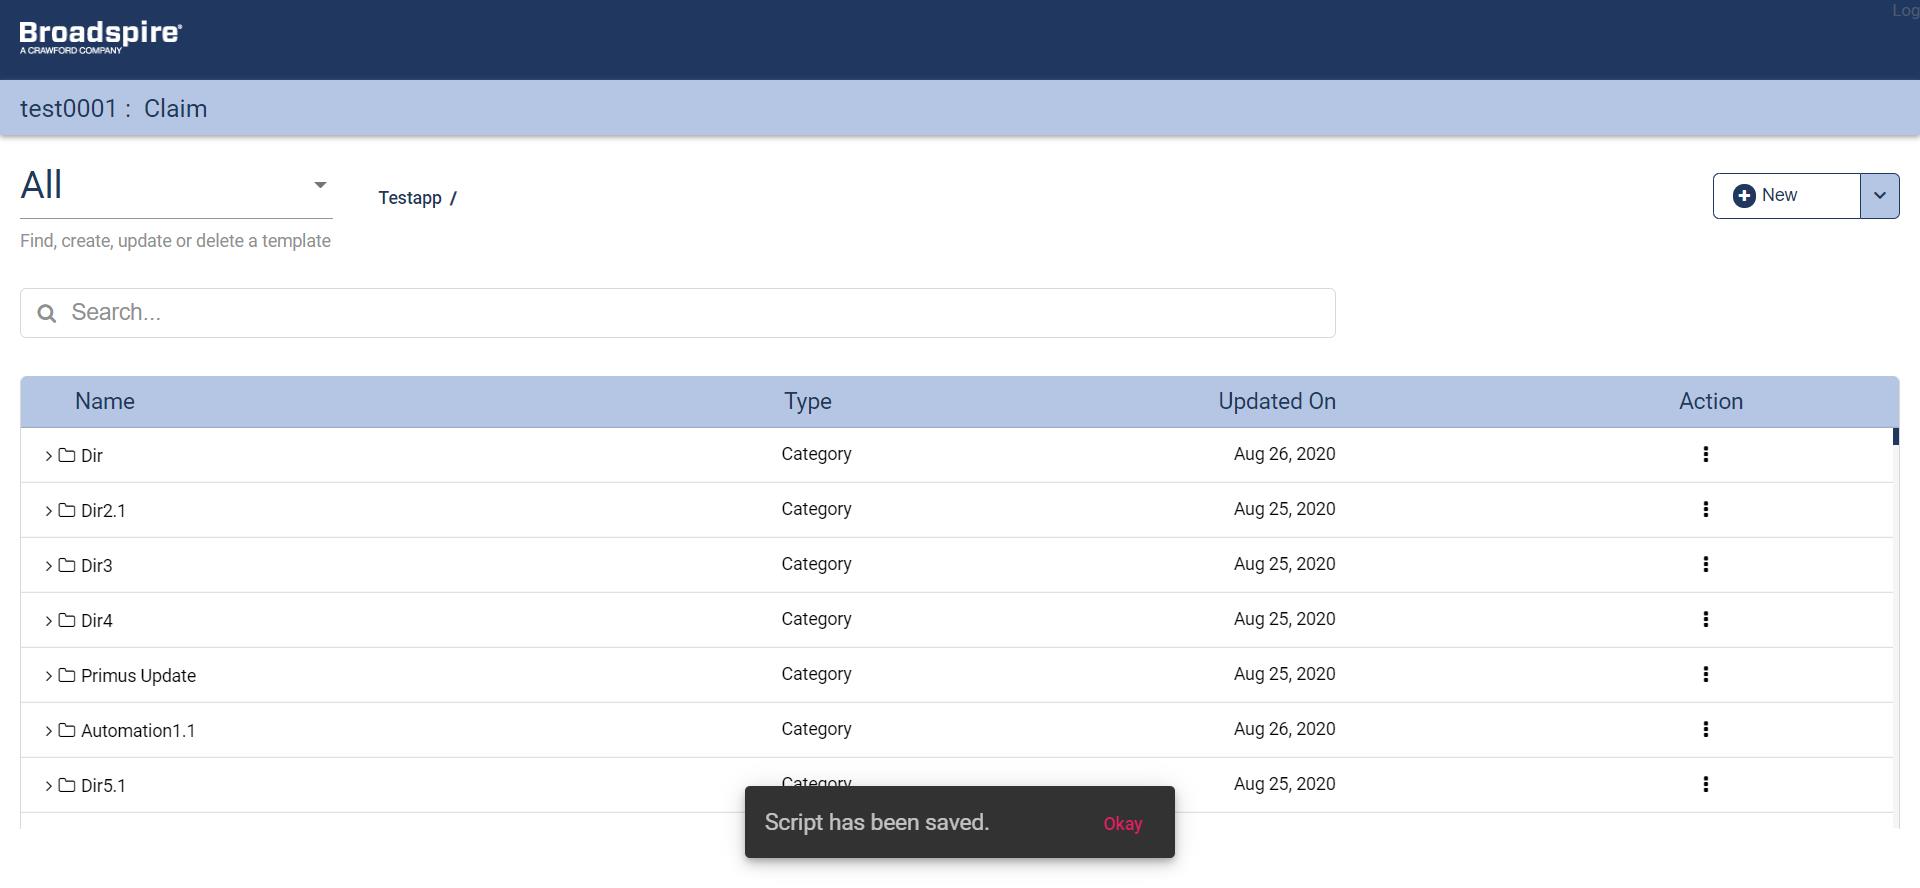 Log
Broadspire®
A CRAWFORD COMPANY
test0001 : Claim
All
Testapp /
New
Find, create, update or delete a template
Search...
Name Type Updated On Action
Dir Category Aug 26, 2020
Dir2.1 Category Aug 25, 2020
Dir3 Category Aug 25, 2020
Dir4 Category Aug 25, 2020
Primus Update Category Aug 25, 2020
Automation1.1 Category Aug 26, 2020
Dir5.1 Category Aug 25, 2020
Script has been saved. Okay